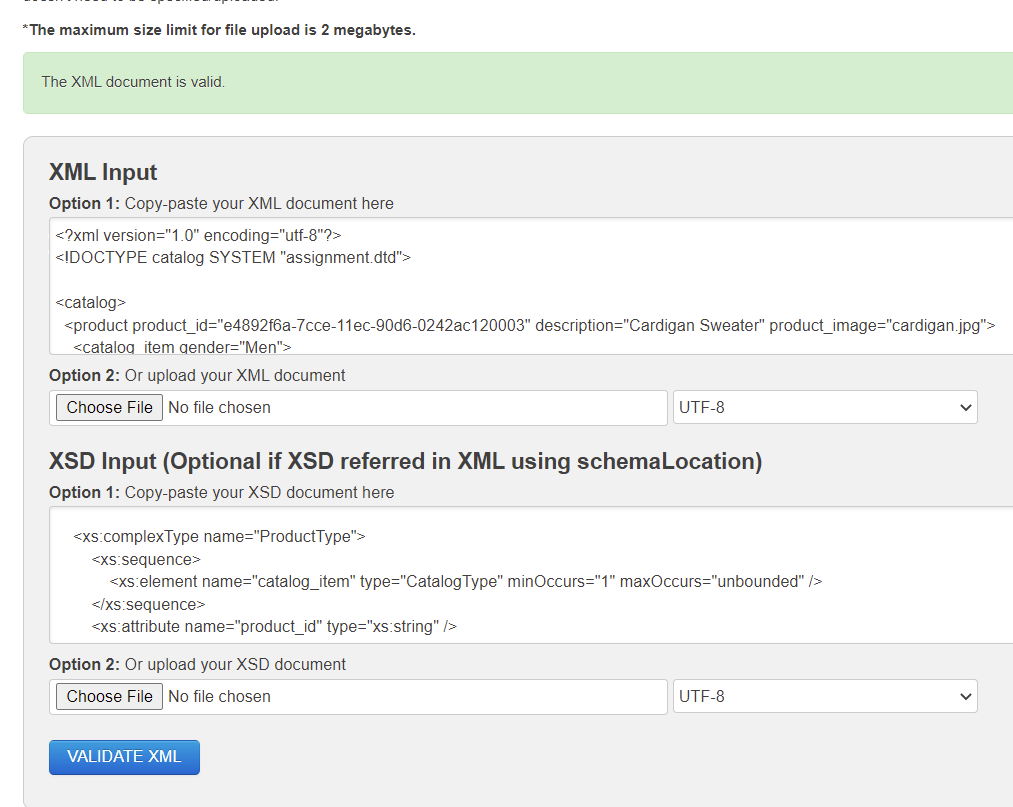 *The maximum size limit for file upload is 2 megabytes.
The XML document is valid.
XML Input
Option 1: Copy-paste your XML document here
<?xml version="1.0" encoding="utf-8"?>
<!DOCTYPE catalog SYSTEM "assignment.dtd">
<catalog>
<product product_id="e4892f6a-7cce-11ec-90d6-0242ac120003" description="Cardigan Sweater" product_image="cardigan.jpg">
<catalog_item gender="Men">
Option 2: Or upload your XML document
Choose File No file chosen UTF-8
XSD Input (Optional if XSD referred in XML using schemaLocation)
Option 1: Copy-paste your XSD document here
<xs:complexType name="ProductType">
<xs:sequence>
<xs:element name="catalog_item" type="CatalogType" minOccurs="1" maxOccurs="unbounded" />
</xs:sequence>
<xs:attribute name="product_id" type="xs:string" />
Option 2: Or upload your XSD document
Choose File No file chosen UTF-8
VALIDATE XML